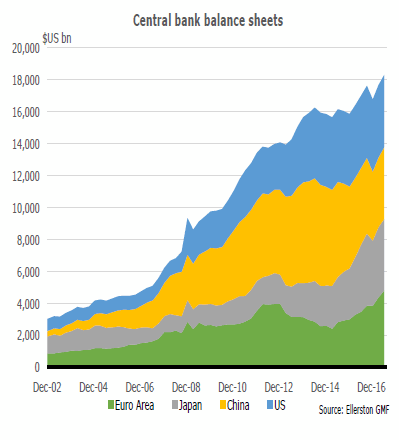 Central bank balance sheets
$US bn
20,000
18,000
16,000
14,000
12,000
10,000
8,000
6,000
4,000
2,000
0
Dec-02 Dec-04 Dec-06 Dec-08 Dec-10 Dec-12 Dec-14 Dec-16
Euro Area Japan China US
Source: Ellerston GMF